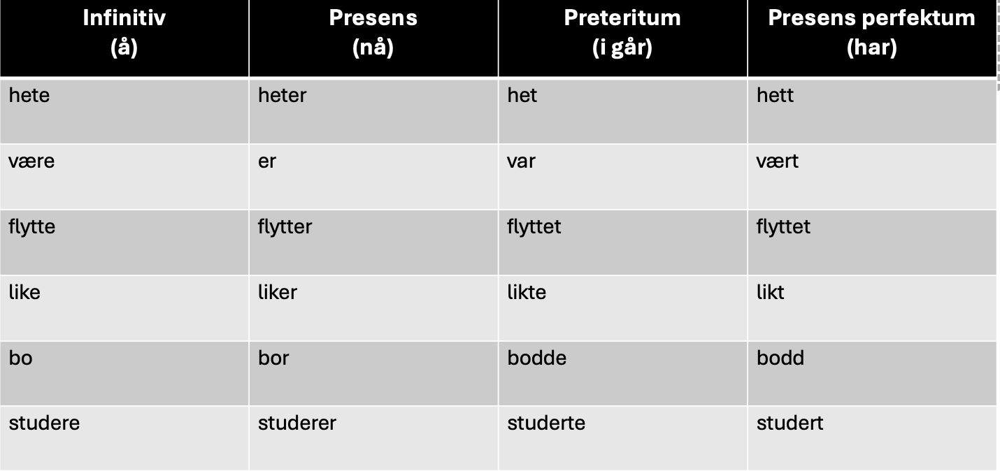 Infinitiv
(å)
Presens
(nå)
Preteritum
(i går)
Presens perfektum
(har)
hete
heter
het
hett
være
er
var
vært
flytte
flytter
flyttet
flyttet
like
liker
likte
likt
bo
bor
bodde
bodd
studere
studerer
studerte
studert